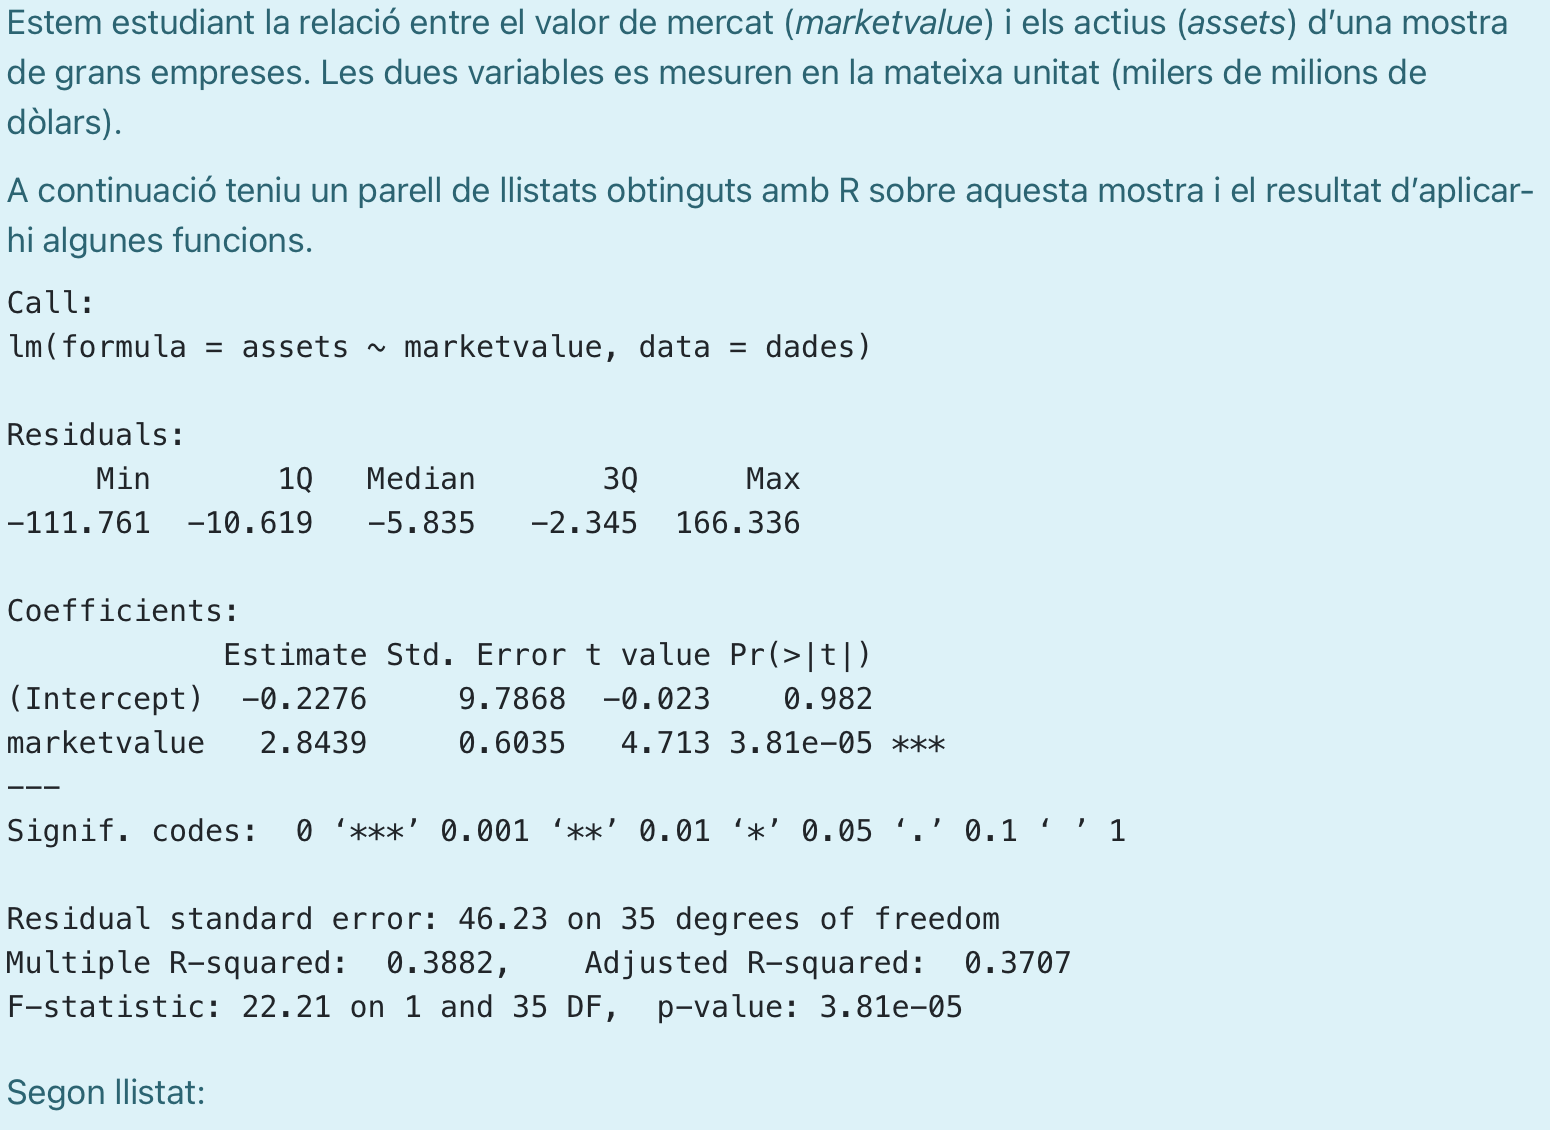 Estem estudiant la relació entre el valor de mercat (marketvalue) i els actius (assets) d'una mostra
de grans empreses. Les dues variables es mesuren en la mateixa unitat (milers de milions de
dòlars).
A continuació teniu un parell de llistats obtinguts amb R sobre aquesta mostra i el resultat d'aplicar-
hi algunes funcions.
Call:
lm(formula = assets ~ marketvalue, data = dades)
Residuals:
     Min       1Q   Median       3Q      Max
-111.761  -10.619   -5.835   -2.345  166.336
Coefficients:
            Estimate Std. Error t value Pr(>|t|)
(Intercept)  -0.2276     9.7868  -0.023    0.982
marketvalue   2.8439     0.6035   4.713 3.81e-05 ***
---
Signif. codes:  0 ‘***’ 0.001 ‘**’ 0.01 ‘*’ 0.05 ‘.’ 0.1 ‘ ’ 1
Residual standard error: 46.23 on 35 degrees of freedom
Multiple R-squared:  0.3882,    Adjusted R-squared:  0.3707
F-statistic: 22.21 on 1 and 35 DF,  p-value: 3.81e-05
Segon llistat: